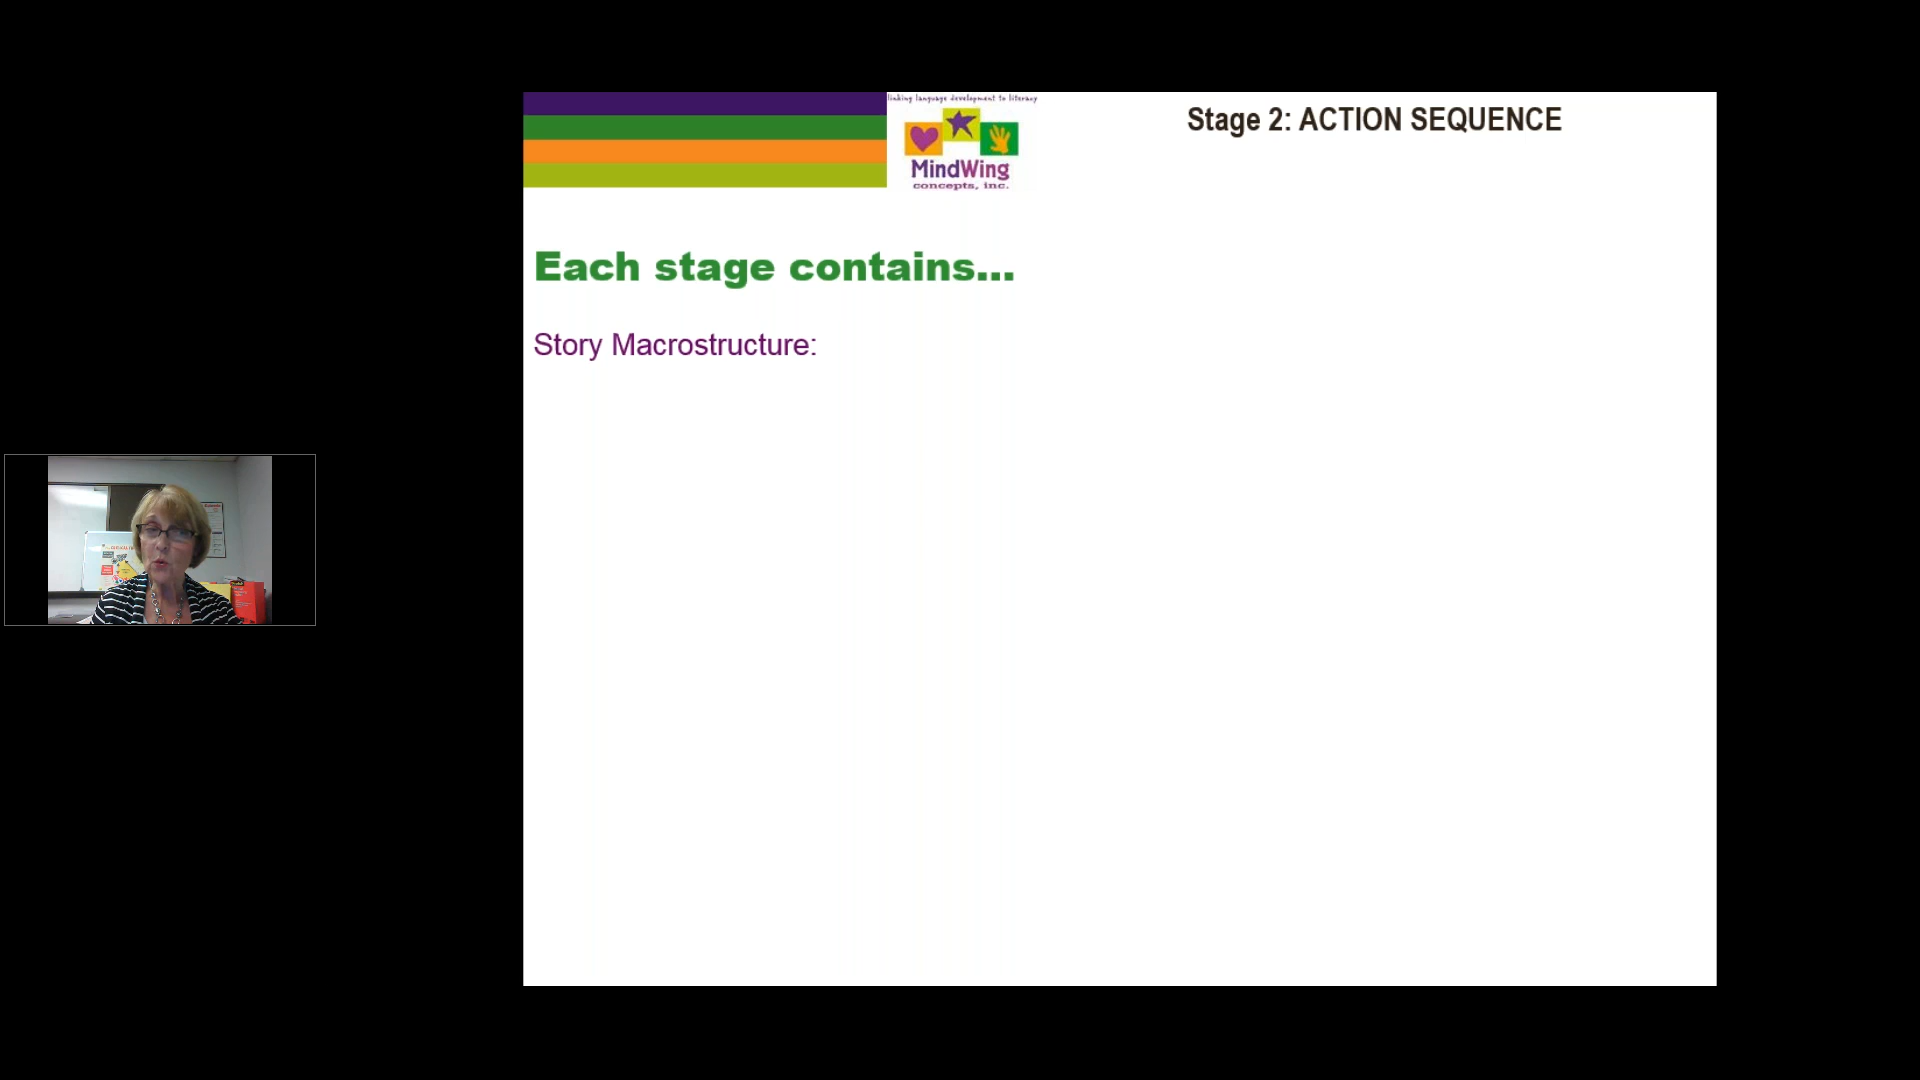 linking language development to literacy
Stage 2: ACTION SEQUENCE
MindWing
concepts, inc.
Each stage contains...
Story Macrostructure: